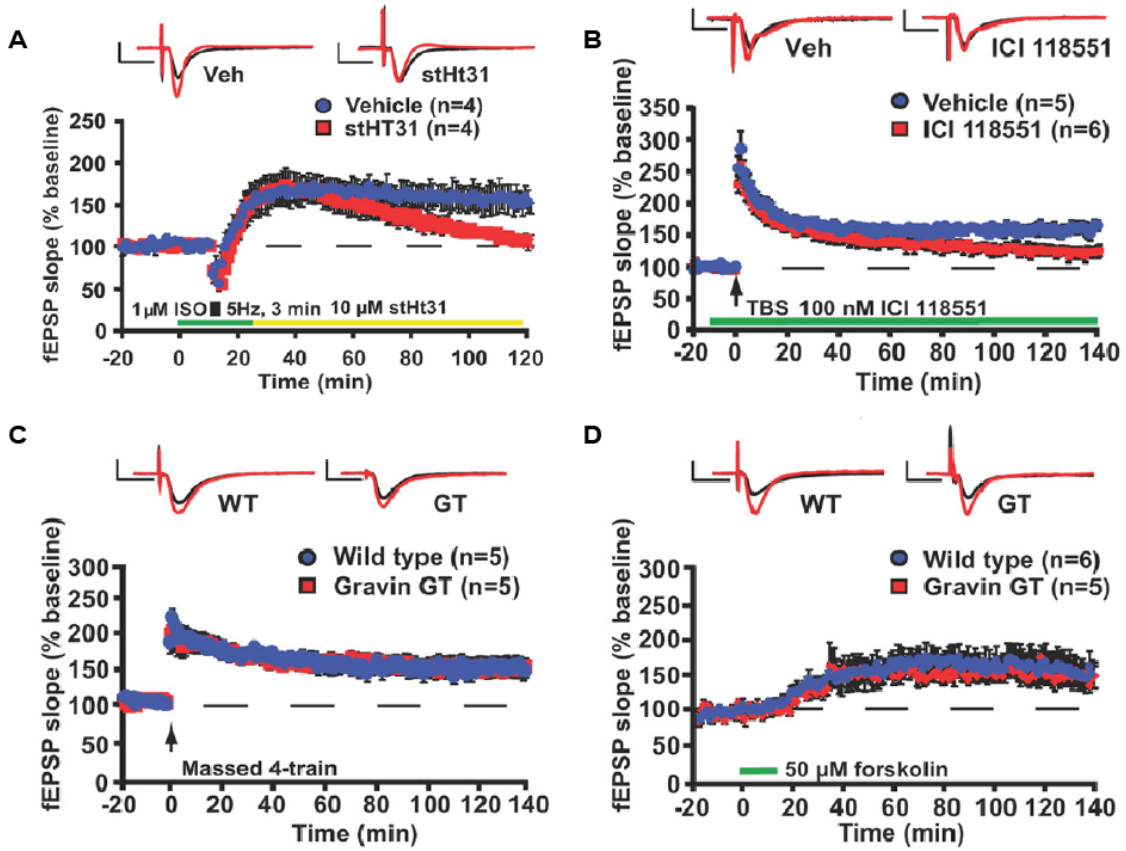 A
Veh
stHt31
Vehicle (n=4)
stHT31 (n=4)
fEPSP slope (% baseline)
250
200
150
100
50
0
1μM ISO 5Hz, 3 min 10 μM stHt31
-20 0 20 40 60 80 100 120
Time (min)
B
Veh
ICI 118551
Vehicle (n=5)
ICI 118551 (n=6)
fEPSP slope (% baseline)
350
300
250
200
150
100
50
0
TBS 100 nM ICI 118551
-20 0 20 40 60 80 100 120 140
Time (min)
C
WT
GT
Wild type (n=5)
Gravin GT (n=5)
fEPSP slope (% baseline)
300
250
200
150
100
50
0
Massed 4-train
-20 0 20 40 60 80 100 120 140
Time (min)
D
WT
GT
Wild type (n=6)
Gravin GT (n=5)
fEPSP slope (% baseline)
300
250
200
150
100
50
0
50 μM forskolin
-20 0 20 40 60 80 100 120 140
Time (min)